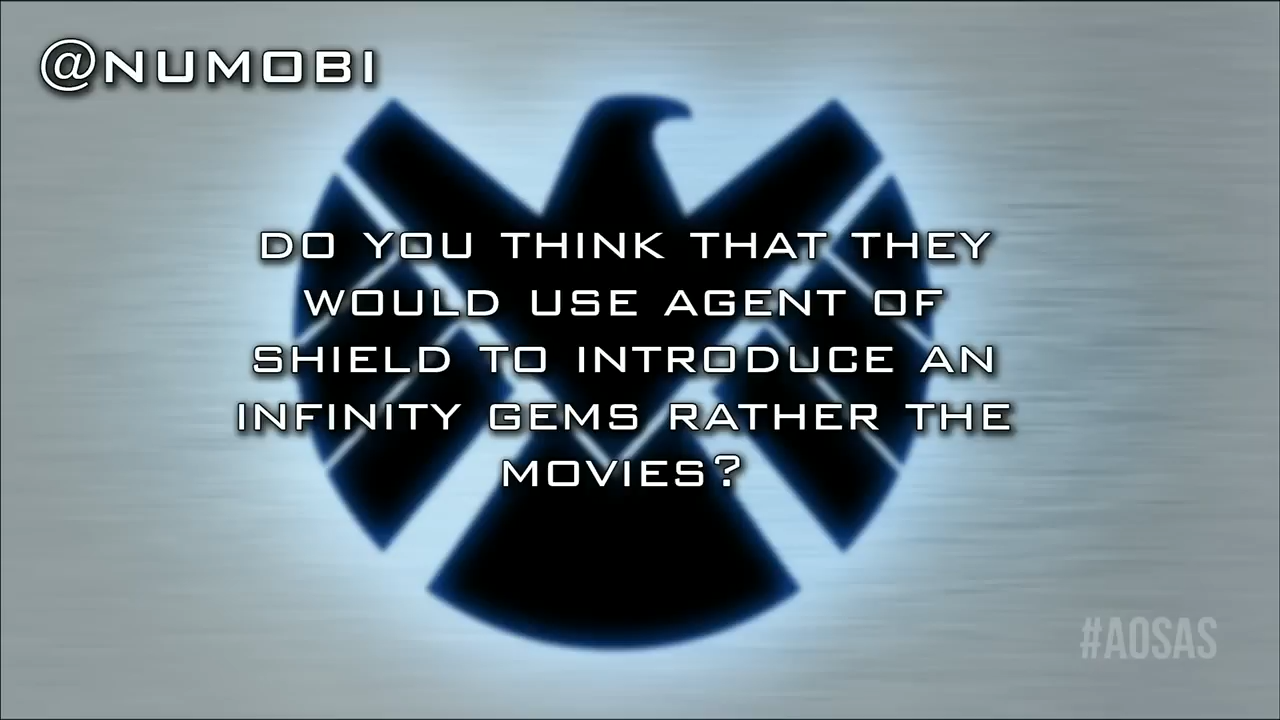 @NUMOBI
DO YOU THINK THAT THEY
WOULD USE AGENT OF
SHIELD TO INTRODUCE AN
INFINITY GEMS RATHER THE
MOVIES?
#AOSAS